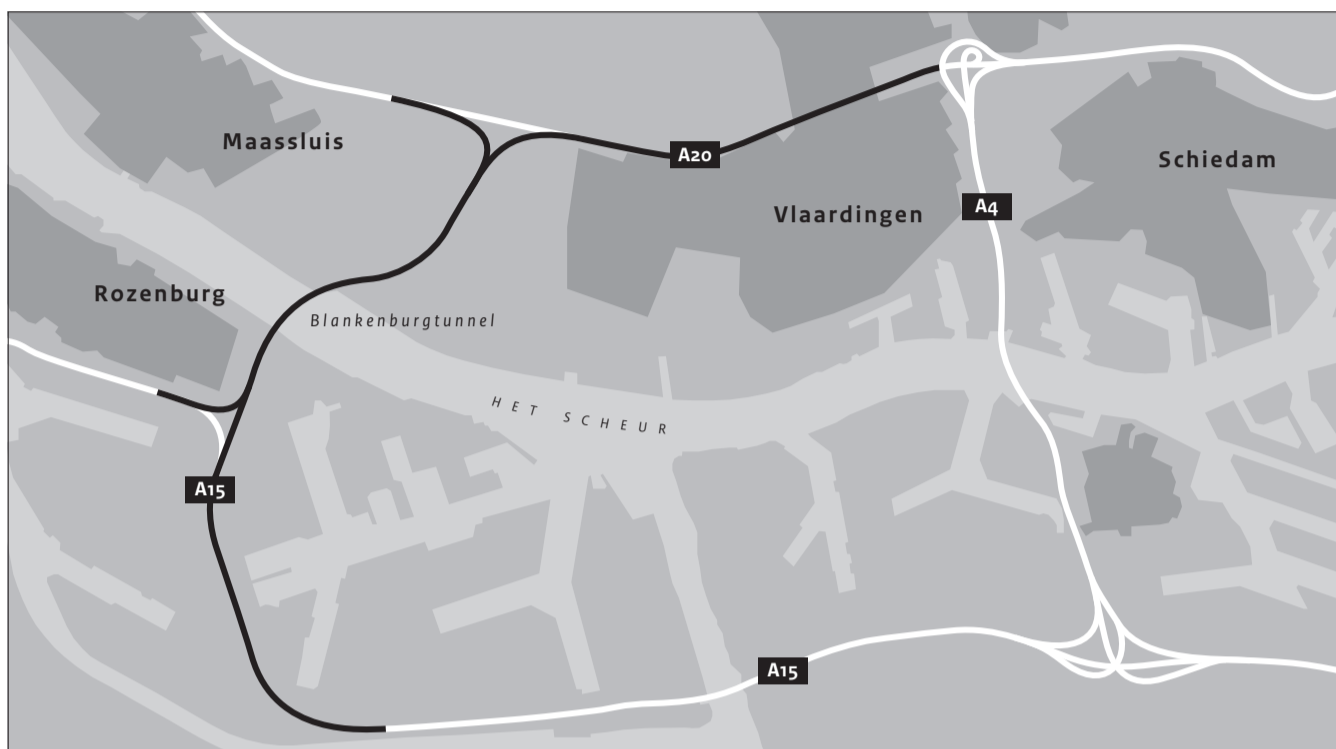 Maassluis
A20
Schiedam
A4
Vlaardingen
Rozenburg
Blankenburgtunnel
HET SCHEUR
A15
A15